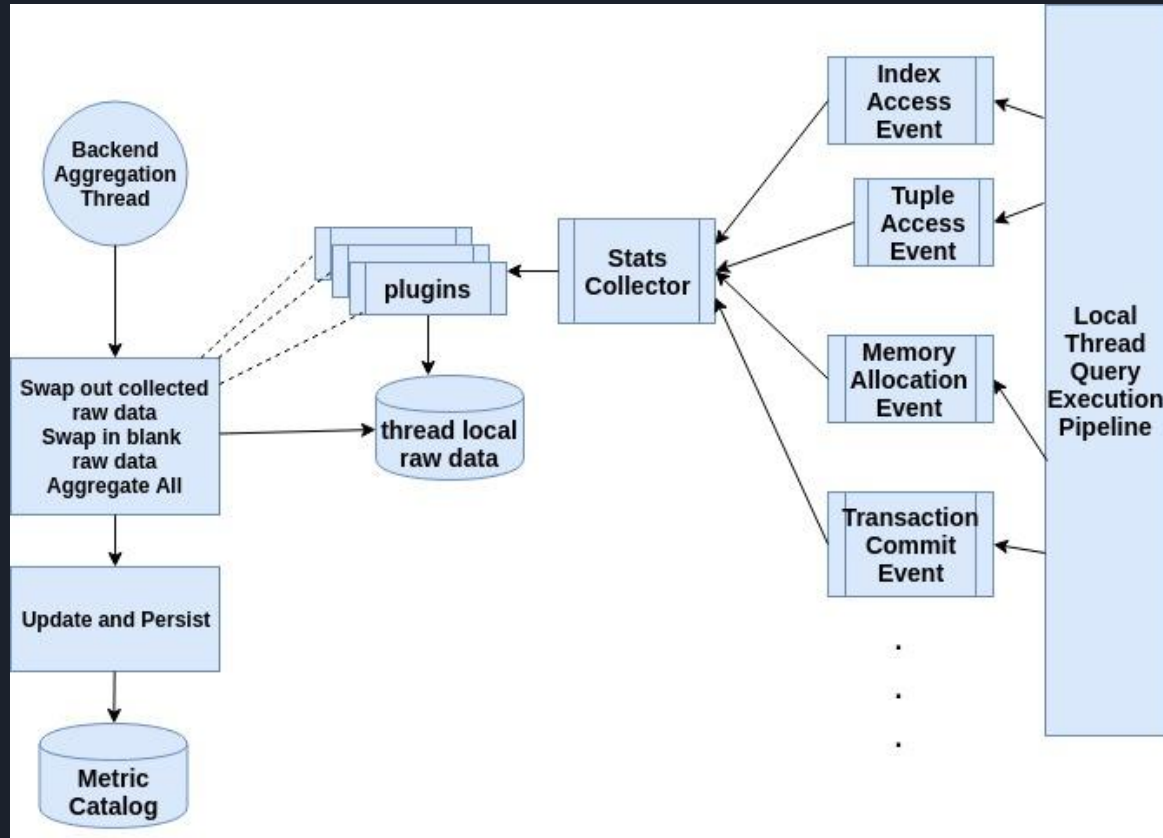 Backend
Aggregation
Thread
Swap out collected
raw data
Swap in blank
raw data
Aggregate All
Update and Persist
Metric
Catalog
plugins
thread local
raw data
Stats
Collector
Index
Access
Event
Tuple
Access
Event
Memory
Allocation
Event
Transaction
Commit
Event
.
.
.
Local
Thread
Query
Execution
Pipeline